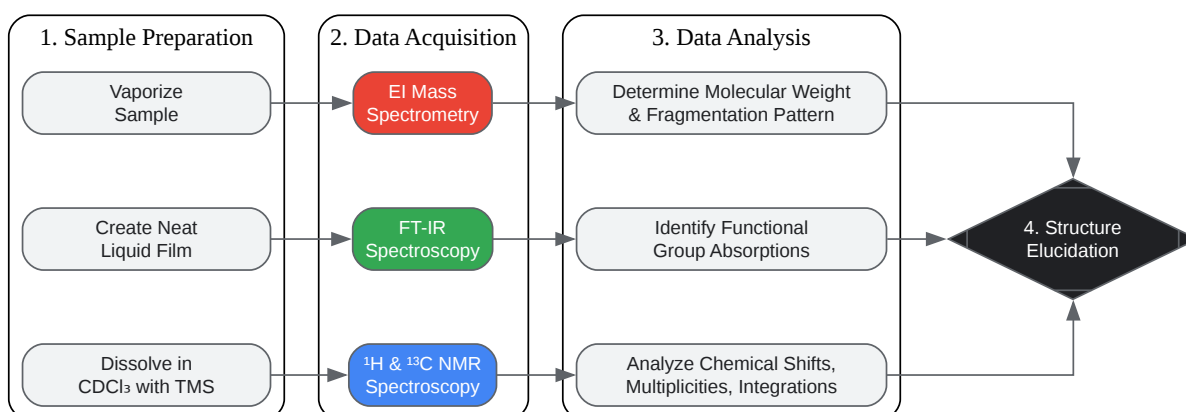 1. Sample Preparation
Vaporize
Sample
Create Neat
Liquid Film
Dissolve in
CDCl₃ with TMS
2. Data Acquisition
EI Mass
Spectrometry
FT-IR
Spectroscopy
¹H & ¹³C NMR
Spectroscopy
3. Data Analysis
Determine Molecular Weight
& Fragmentation Pattern
Identify Functional
Group Absorptions
Analyze Chemical Shifts,
Multiplicities, Integrations
4. Structure
Elucidation